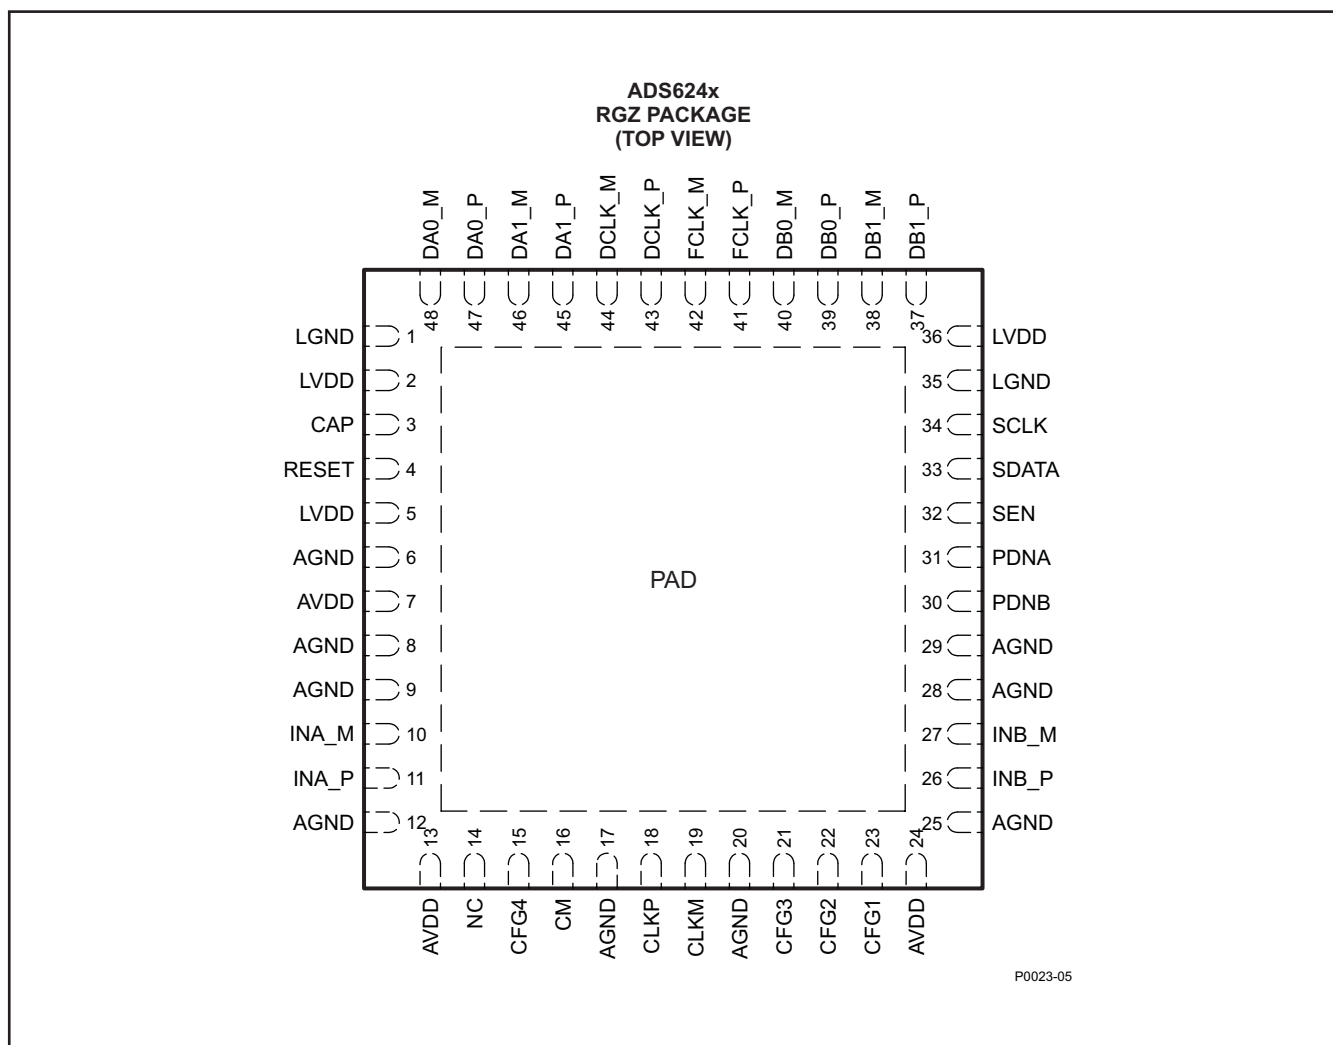 ADS624x
RGZ PACKAGE
(TOP VIEW)
DA0_M
DA0_P
DA1_M
DA1_P
DCLK_M
DCLK_P
FCLK_M
FCLK_P
DB0_M
DB0_P
DB1_M
DB1_P
48
47
46
45
44
43
42
41
40
39
38
37
LGND 1
LVDD 2
CAP 3
RESET 4
LVDD 5
AGND 6
AVDD 7
AGND 8
AGND 9
INA_M 10
INA_P 11
AGND 12
PAD
36 LVDD
35 LGND
34 SCLK
33 SDATA
32 SEN
31 PDNA
30 PDNB
29 AGND
28 AGND
27 INB_M
26 INB_P
25 AGND
13
14
15
16
17
18
19
20
21
22
23
24
AVDD
NC
CFG4
CM
AGND
CLKP
CLKM
AGND
CFG3
CFG2
CFG1
AVDD
P0023-05